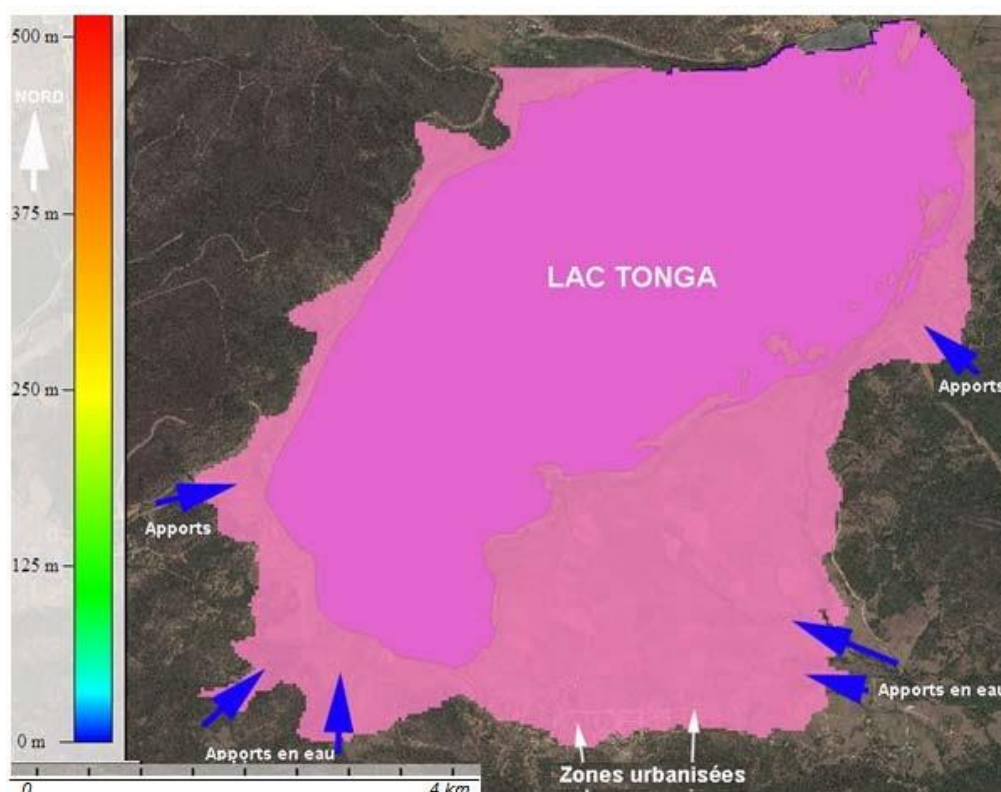 500 m
NORD
375 m
250 m
125 m
0 m
LAC TONGA
Apports
Apports
Apports en eau
Apports en eau
Zones urbanisées
0
4 km